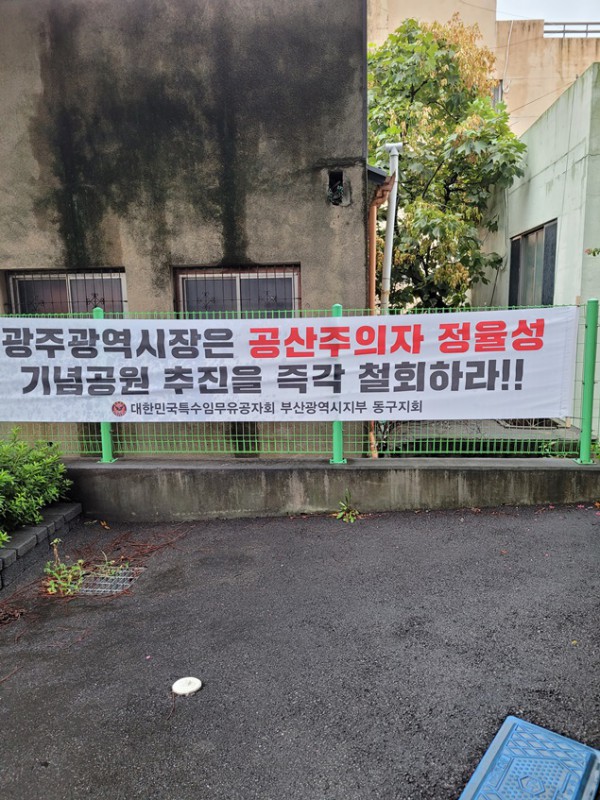 광주광역시장은 공산주의자 정율성
기념공원 추진을 즉각 철회하라!!
대한민국특수임무유공자회 부산광역시지부 동구지회